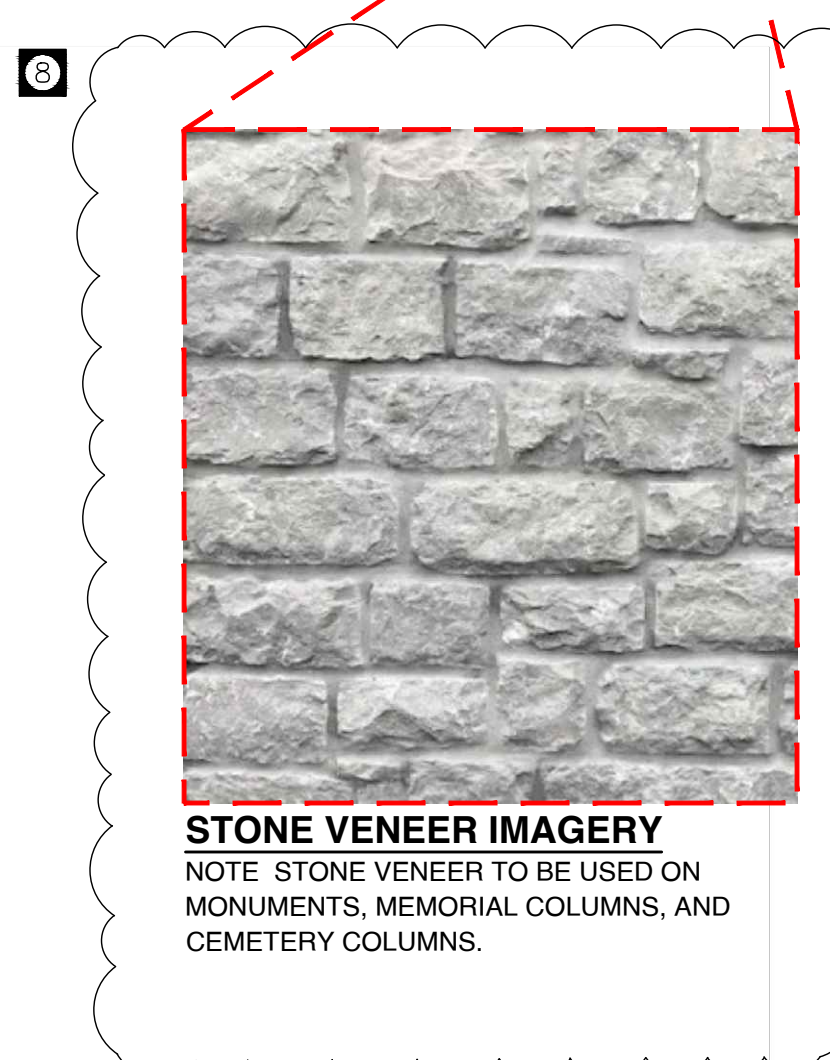 8
STONE VENEER IMAGERY
NOTE  STONE VENEER TO BE USED ON
MONUMENTS, MEMORIAL COLUMNS, AND
CEMETERY COLUMNS.